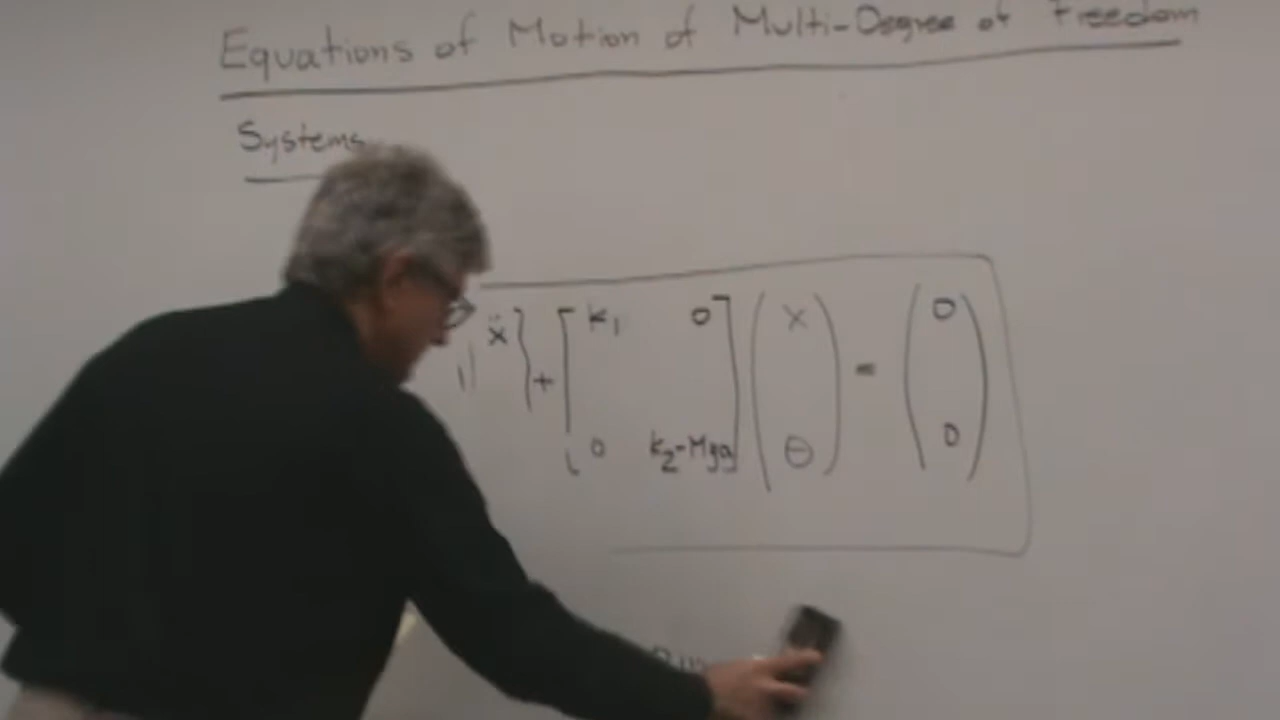 Equations of Motion of Multi-Degree of Freedom
Systems
ẍ + [ k₁ 0 ( x = ( 0
0 k₂-Mga ] θ ) 0 )